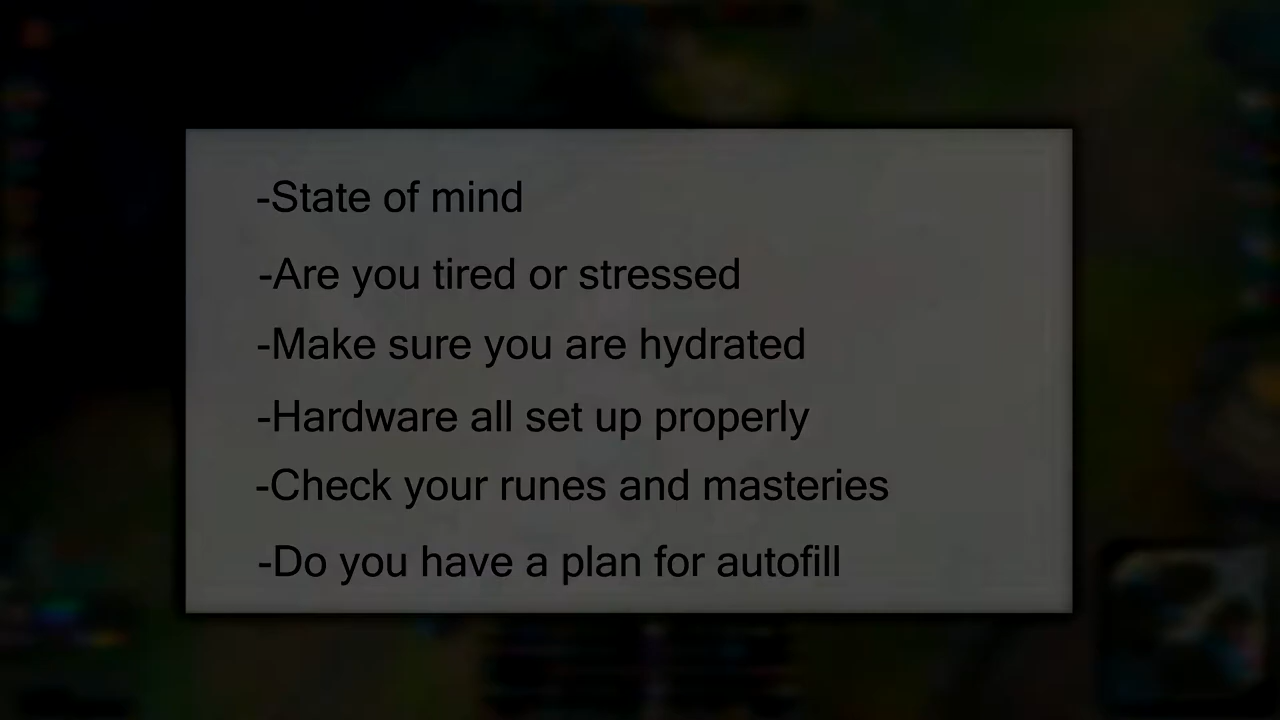 -State of mind
-Are you tired or stressed
-Make sure you are hydrated
-Hardware all set up properly
-Check your runes and masteries
-Do you have a plan for autofill